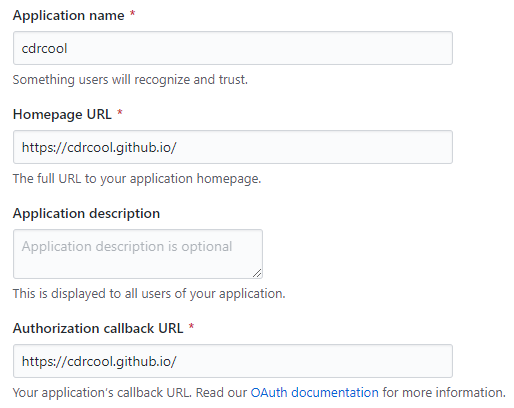 Application name *
cdrcool
Something users will recognize and trust.
Homepage URL *
https://cdrcool.github.io/
The full URL to your application homepage.
Application description
Application description is optional
This is displayed to all users of your application.
Authorization callback URL *
https://cdrcool.github.io/
Your application's callback URL. Read our OAuth documentation for more information.